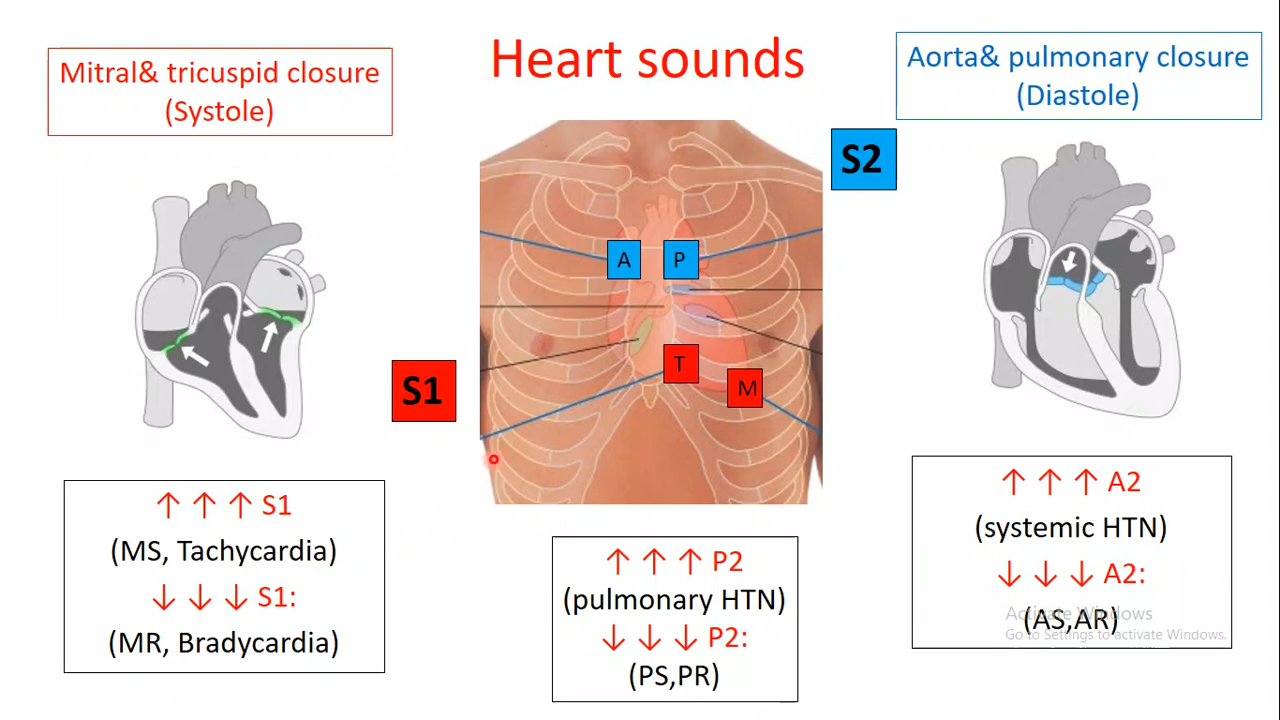 Heart sounds
Mitral& tricuspid closure
(Systole)
Aorta& pulmonary closure
(Diastole)
S2
A
P
T
M
S1
↑ ↑ ↑ S1
(MS, Tachycardia)
↓ ↓ ↓ S1:
(MR, Bradycardia)
↑ ↑ ↑ P2
(pulmonary HTN)
↓ ↓ ↓ P2:
(PS,PR)
↑ ↑ ↑ A2
(systemic HTN)
↓ ↓ ↓ A2:
(AS,AR)
Activate Windows
Go to Settings to activate Windows.